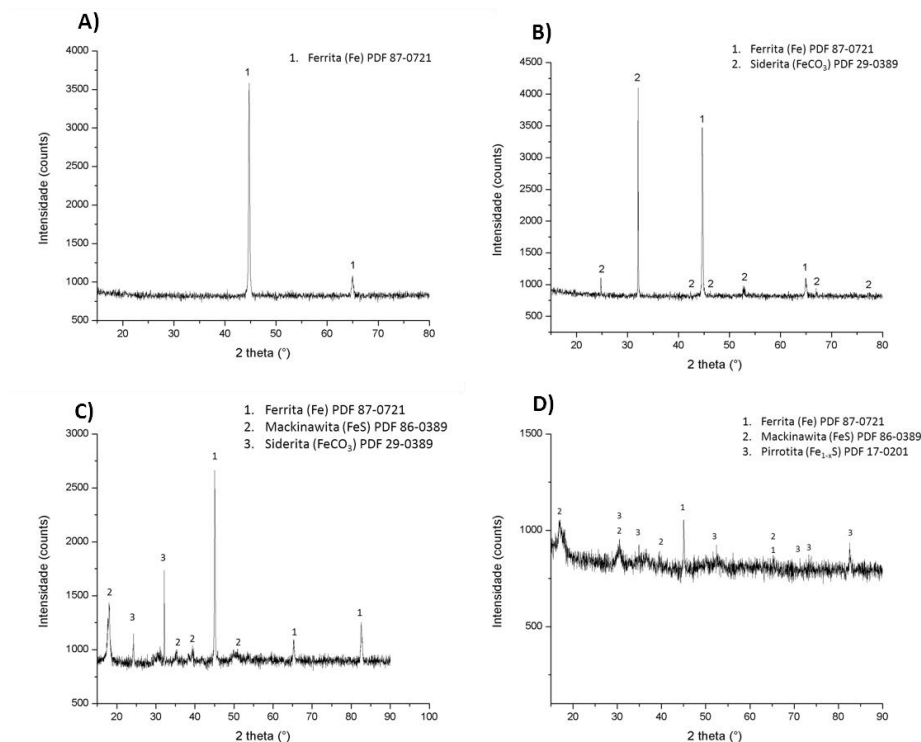 A)
1. Ferrita (Fe) PDF 87-0721
4000
3500
3000
2500
2000
1500
1000
500
Intensidade (counts)
1
1
20 30 40 50 60 70 80
2 theta (°)
B)
1. Ferrita (Fe) PDF 87-0721
2. Siderita (FeCO₃) PDF 29-0389
4500
4000
3500
3000
2500
2000
1500
1000
500
Intensidade (counts)
2
1
2
2
2
2
1
2
2
20 30 40 50 60 70 80
2 theta (°)
C)
1. Ferrita (Fe) PDF 87-0721
2. Mackinawita (FeS) PDF 86-0389
3. Siderita (FeCO₃) PDF 29-0389
3000
2500
2000
1500
1000
500
Intensidade (counts)
1
3
2
3
2
2
2
1
1
20 30 40 50 60 70 80 90 100
2 theta (°)
D)
1. Ferrita (Fe) PDF 87-0721
2. Mackinawita (FeS) PDF 86-0389
3. Pirrotita (Fe₁₋ₓS) PDF 17-0201
1500
1000
500
Intensidade (counts)
2
3
2
3
2
1
3
2
1
3
3
3
20 30 40 50 60 70 80 90
2 theta (°)